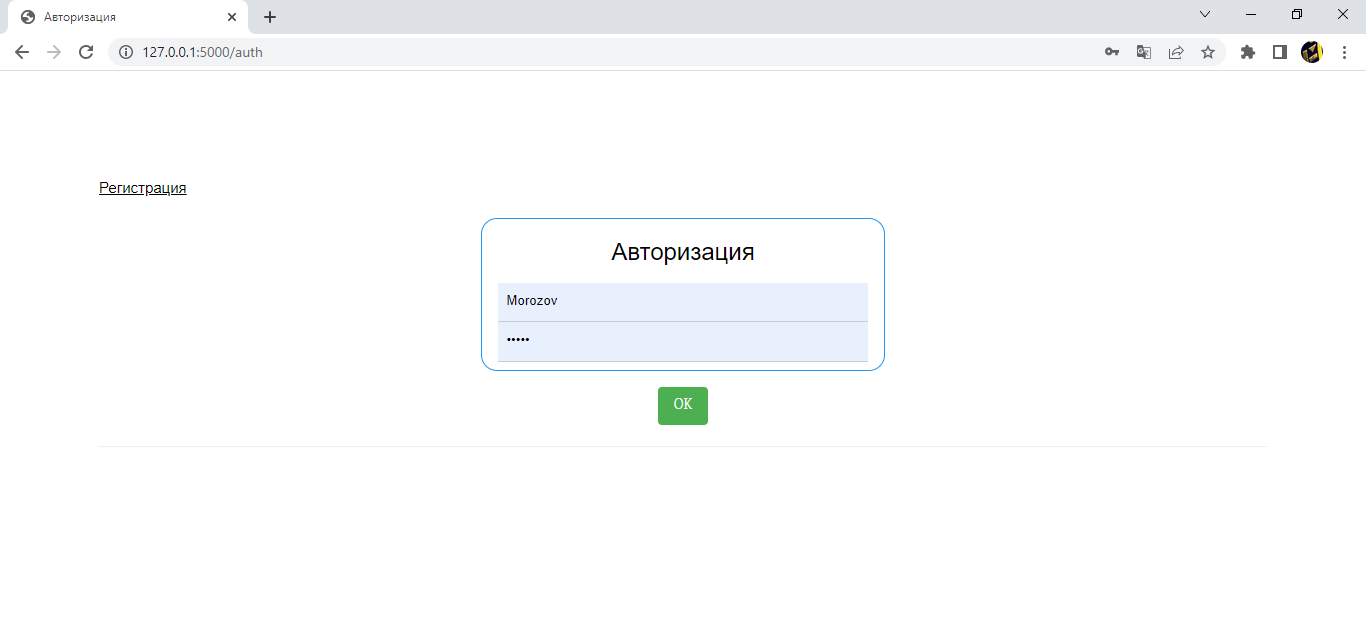 Авторизация
127.0.0.1:5000/auth
Регистрация
Авторизация
Morozov
•••••
OK